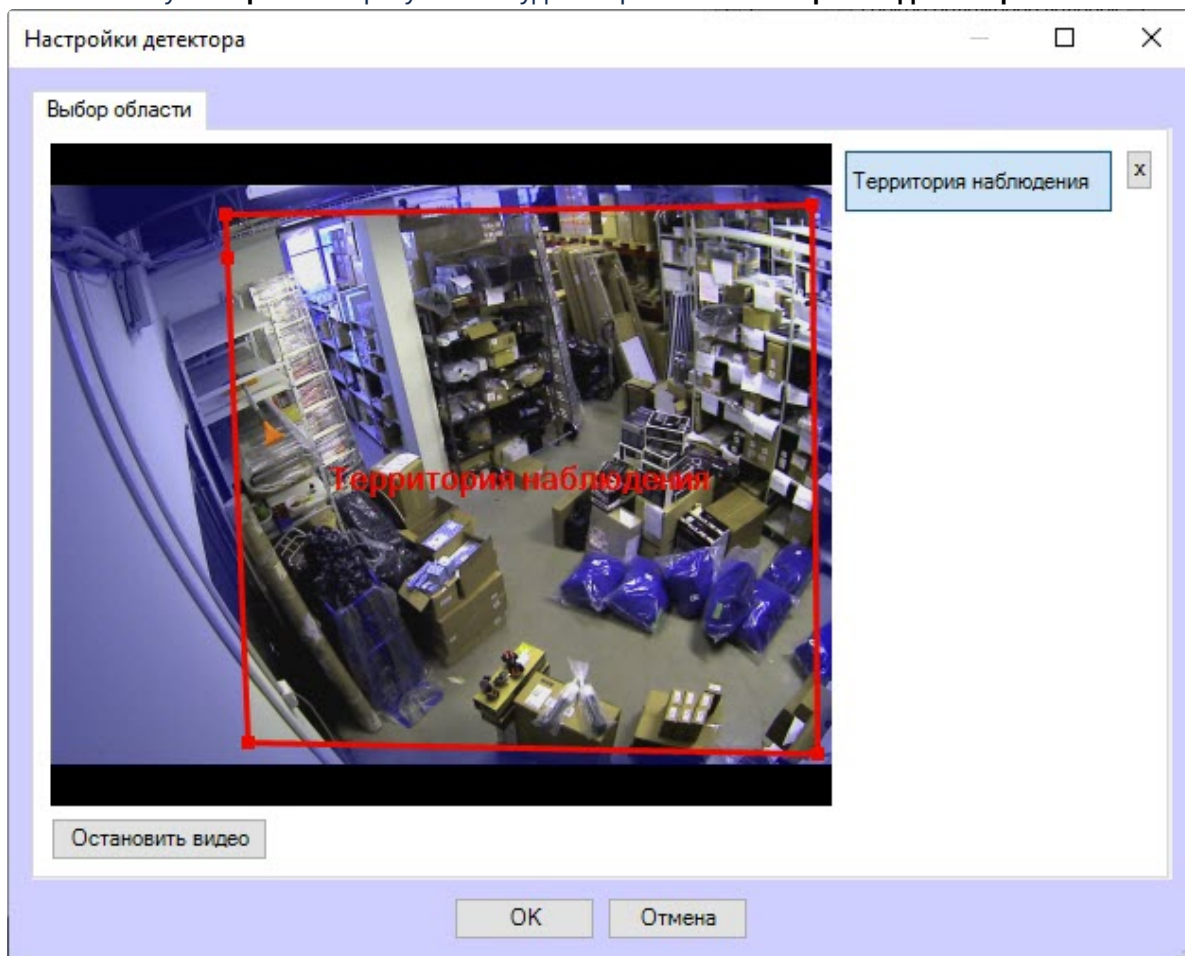 Настройки детектора
Выбор области
Территория наблюдения
x
Территория наблюдения
Остановить видео
OK
Отмена